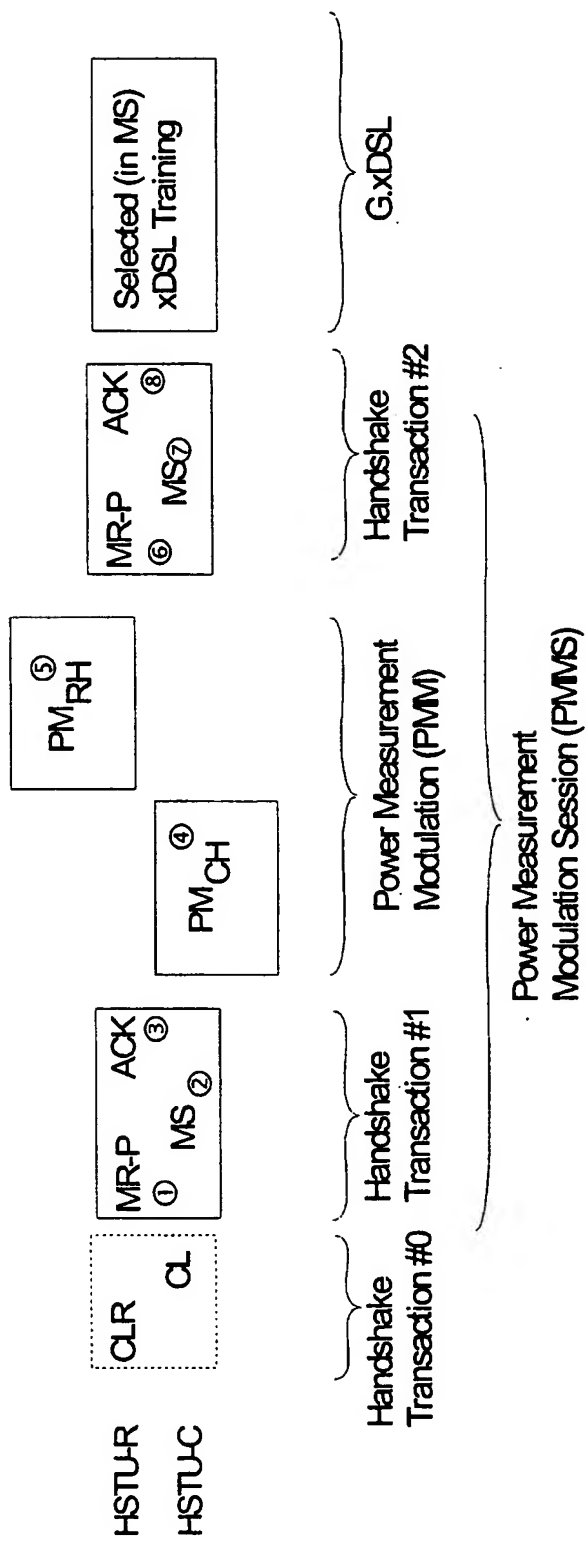 HSTU-R
HSTU-C
CLR
CL
Handshake
Transaction #0
MR-P ACK
① ③
MS ②
Handshake
Transaction #1
PM CH ④
PM RH ⑤
Power Measurement
Modulation (PMM)
MR-P ACK
⑥ ⑧
MS ⑦
Handshake
Transaction #2
Power Measurement
Modulation Session (PMMS)
Selected (in MS)
xDSL Training
G.xDSL